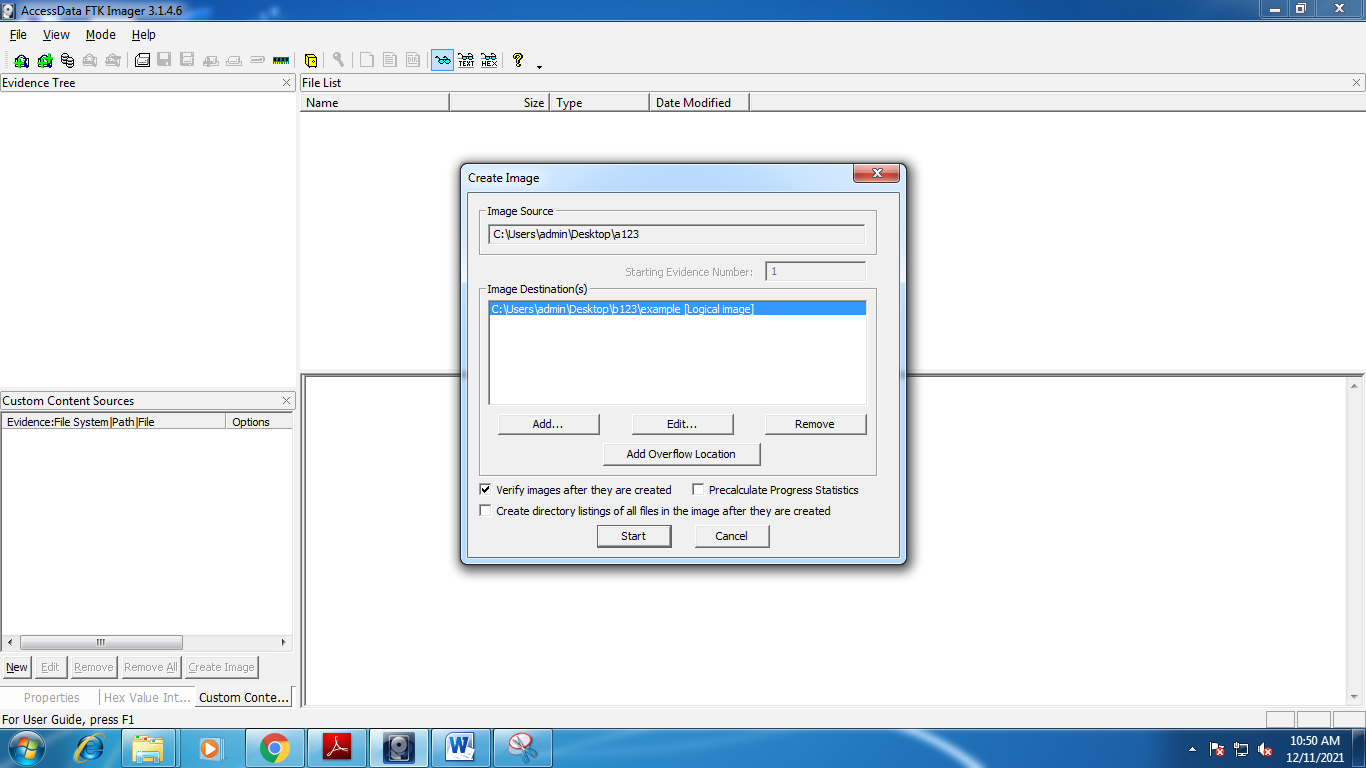 AccessData FTK Imager 3.1.4.6
File View Mode Help
TEXT HEX
Evidence Tree
File List
Name Size Type Date Modified
Create Image
Image Source
C:\Users\admin\Desktop\a123
Starting Evidence Number: 1
Image Destination(s)
C:\Users\admin\Desktop\b123\example [Logical image]
Add... Edit... Remove
Add Overflow Location
Verify images after they are created Precalculate Progress Statistics
Create directory listings of all files in the image after they are created
Start Cancel
Custom Content Sources
Evidence:File System|Path|File Options
New Edit Remove Remove All Create Image
Properties Hex Value Int... Custom Conte...
For User Guide, press F1
W
10:50 AM
12/11/2021